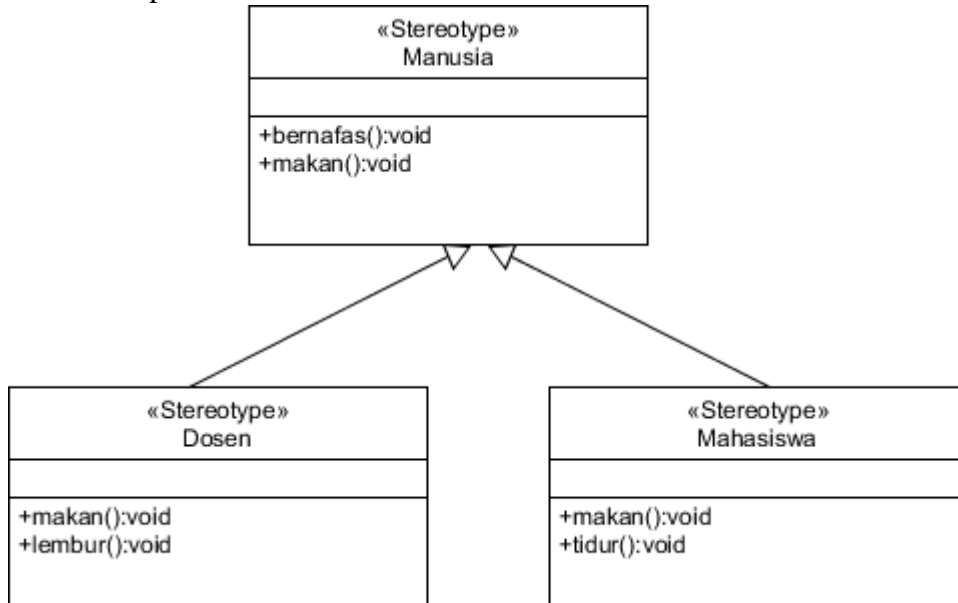 «Stereotype»
Manusia
+bernafas():void
+makan():void
«Stereotype»
Dosen
+makan():void
+lembur():void
«Stereotype»
Mahasiswa
+makan():void
+tidur():void